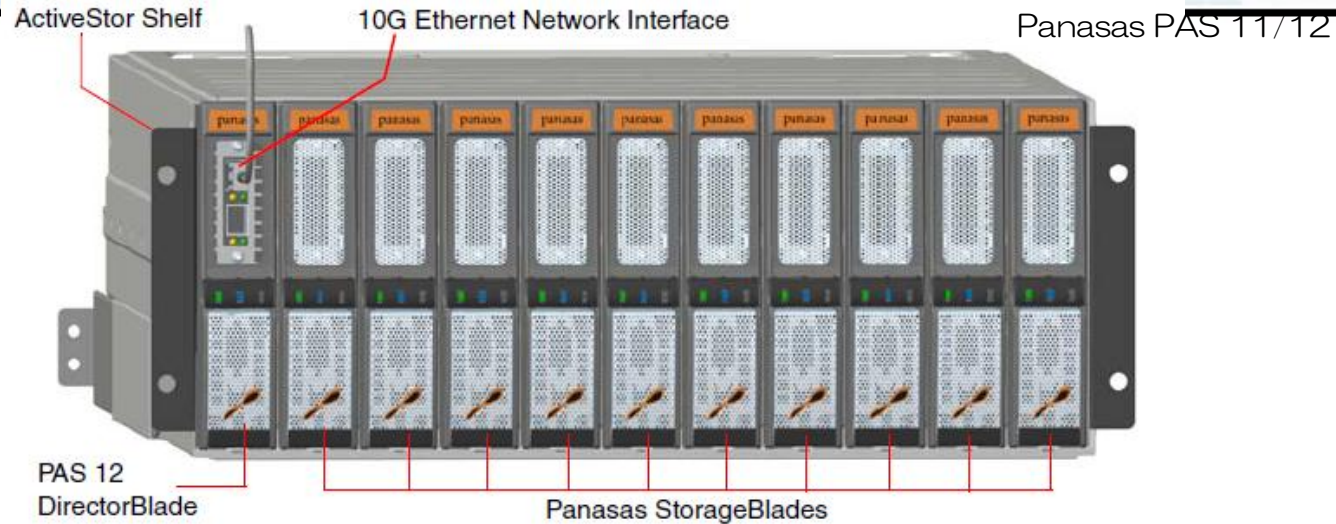 ActiveStor Shelf
10G Ethernet Network Interface
Panasas PAS 11/12
panasas panasas panasas panasas panasas panasas panasas panasas panasas panasas panasas
PAS 12
DirectorBlade
Panasas StorageBlades